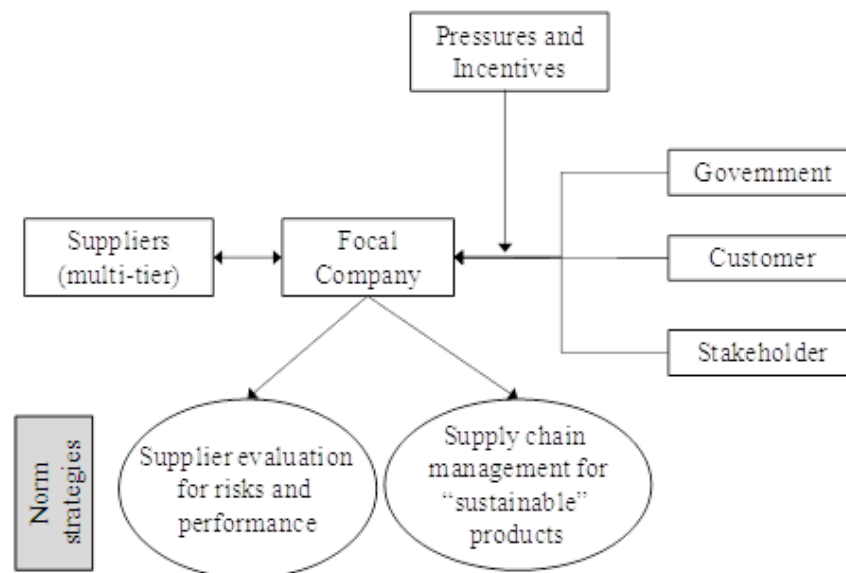 Pressures and
Incentives
Government
Suppliers
(multi-tier)
Focal
Company
Customer
Stakeholder
Norm
strategies
Supplier evaluation
for risks and
performance
Supply chain
management for
“sustainable”
products